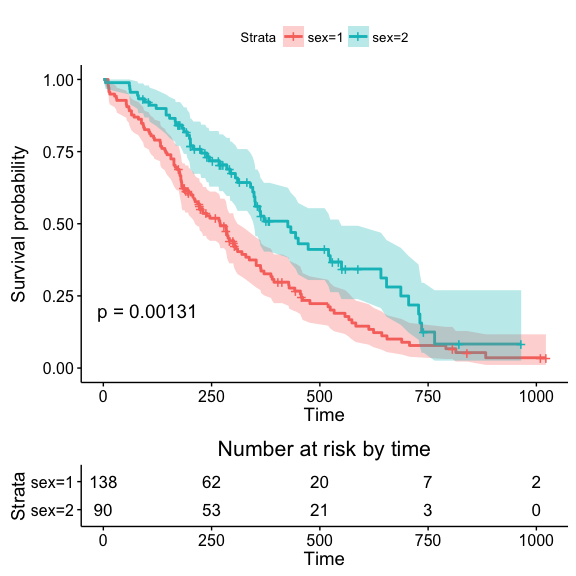 Strata sex=1 sex=2
1.00
0.75
0.50
0.25
0.00
Survival probability
p = 0.00131
0 250 500 750 1000
Time
Number at risk by time
Strata
sex=1 138 62 20 7 2
sex=2 90 53 21 3 0
0 250 500 750 1000
Time